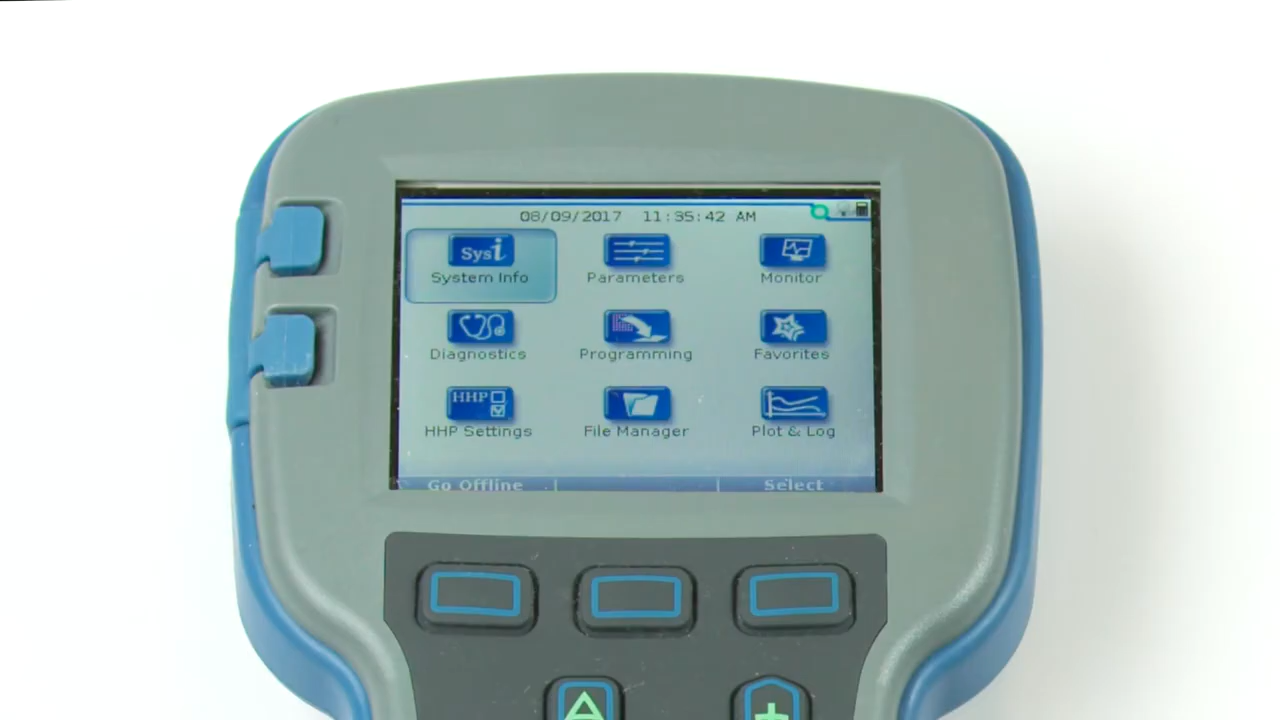 08/09/2017 11:35:42 AM
Sys i
System Info
Parameters
Monitor
Diagnostics
Programming
Favorites
HHP
HHP Settings
File Manager
Plot & Log
Go Offline | | Select